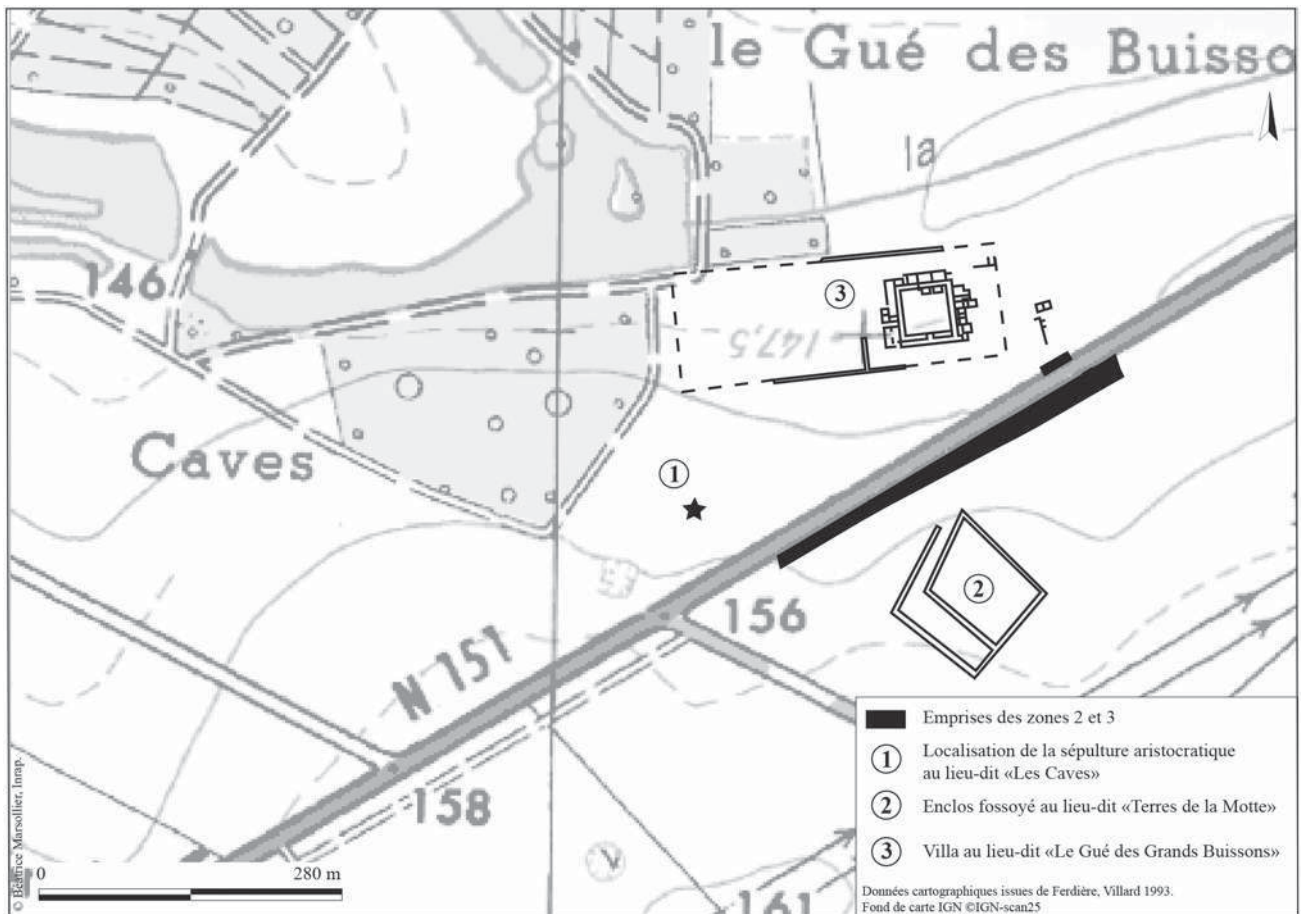 le Gué des Buisso
la
146
3
147,5
Caves
1
2
156
N 151
158
161
Emprises des zones 2 et 3
1 Localisation de la sépulture aristocratique
au lieu-dit «Les Caves»
2 Enclos fossoyé au lieu-dit «Terres de la Motte»
3 Villa au lieu-dit «Le Gué des Grands Buissons»
0 280 m
Données cartographiques issues de Ferdière, Villard 1993.
Fond de carte IGN ©IGN-scan25
© Béatrice Marsollier, Inrap.